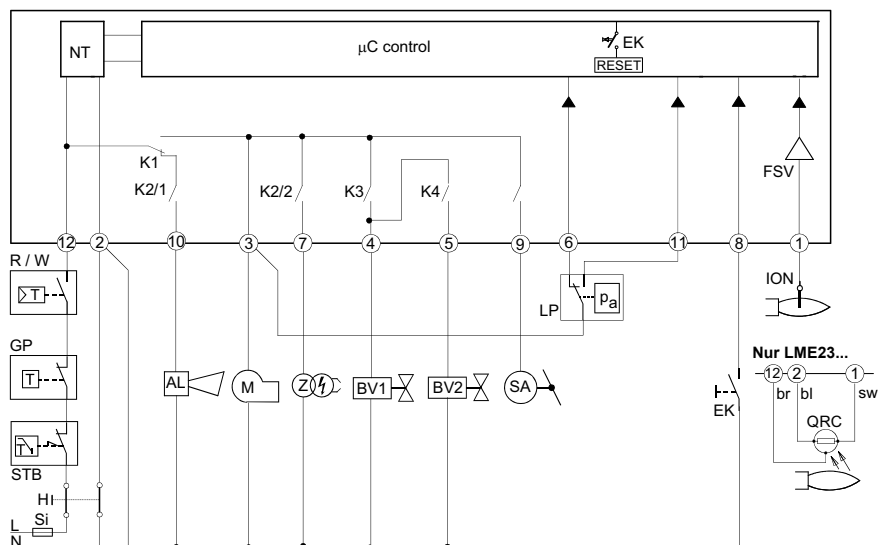 NT
µC control
EK
RESET
K1
K2/1
K2/2
K3
K4
FSV
12
2
10
3
7
4
5
9
6
11
8
1
R / W
T
GP
T
STB
T
H
L
Si
N
AL
M
Z
BV1
BV2
SA
LP
pa
EK
ION
Nur LME23...
12
2
1
br
bl
sw
QRC